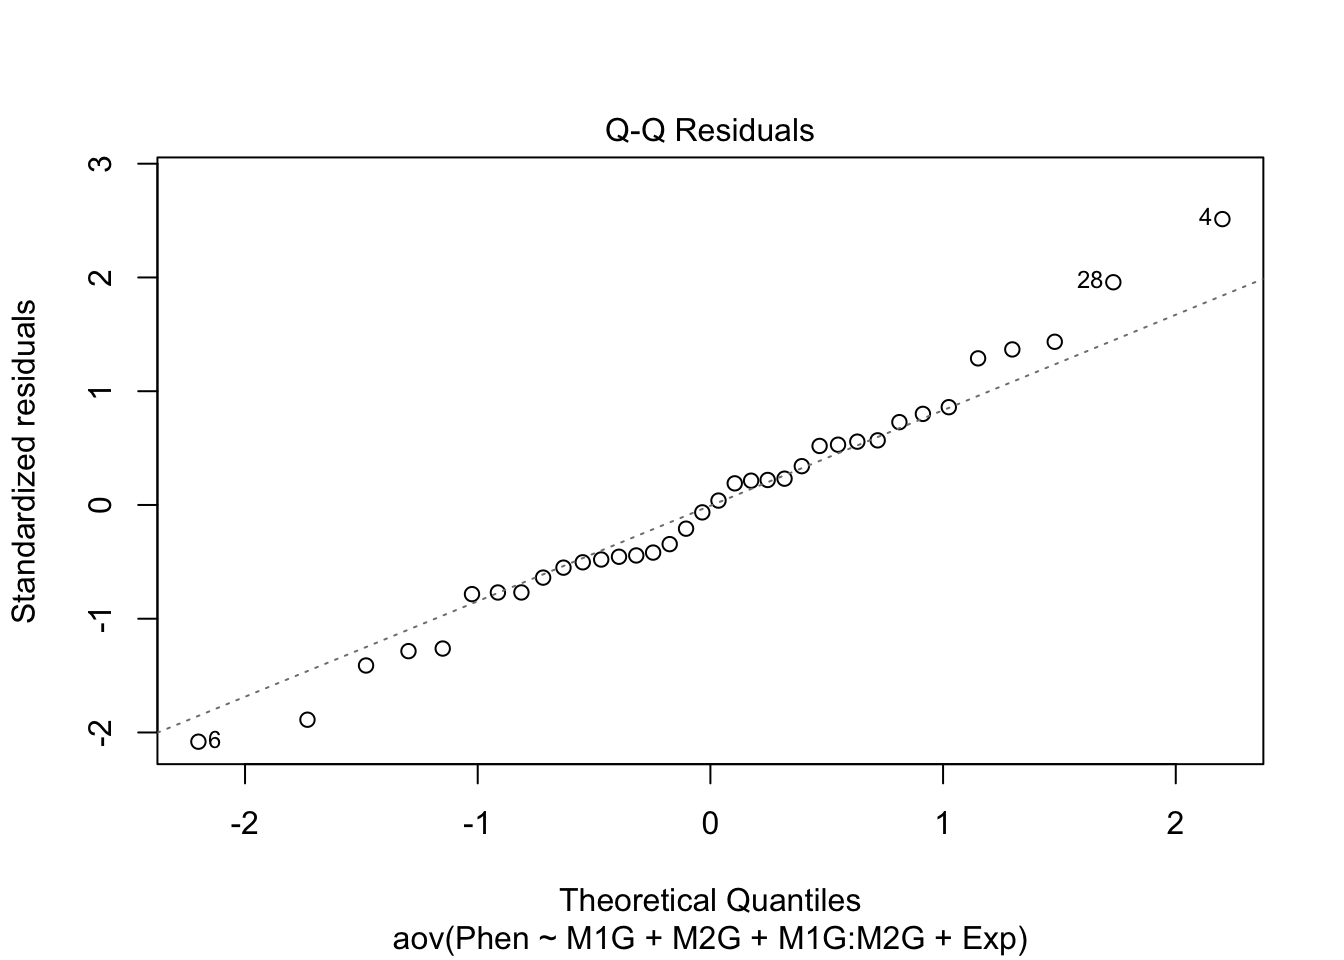 Q-Q Residuals
Standardized residuals
3
2
1
0
-1
-2
4
28
6
-2 -1 0 1 2
Theoretical Quantiles
aov(Phen ~ M1G + M2G + M1G:M2G + Exp)